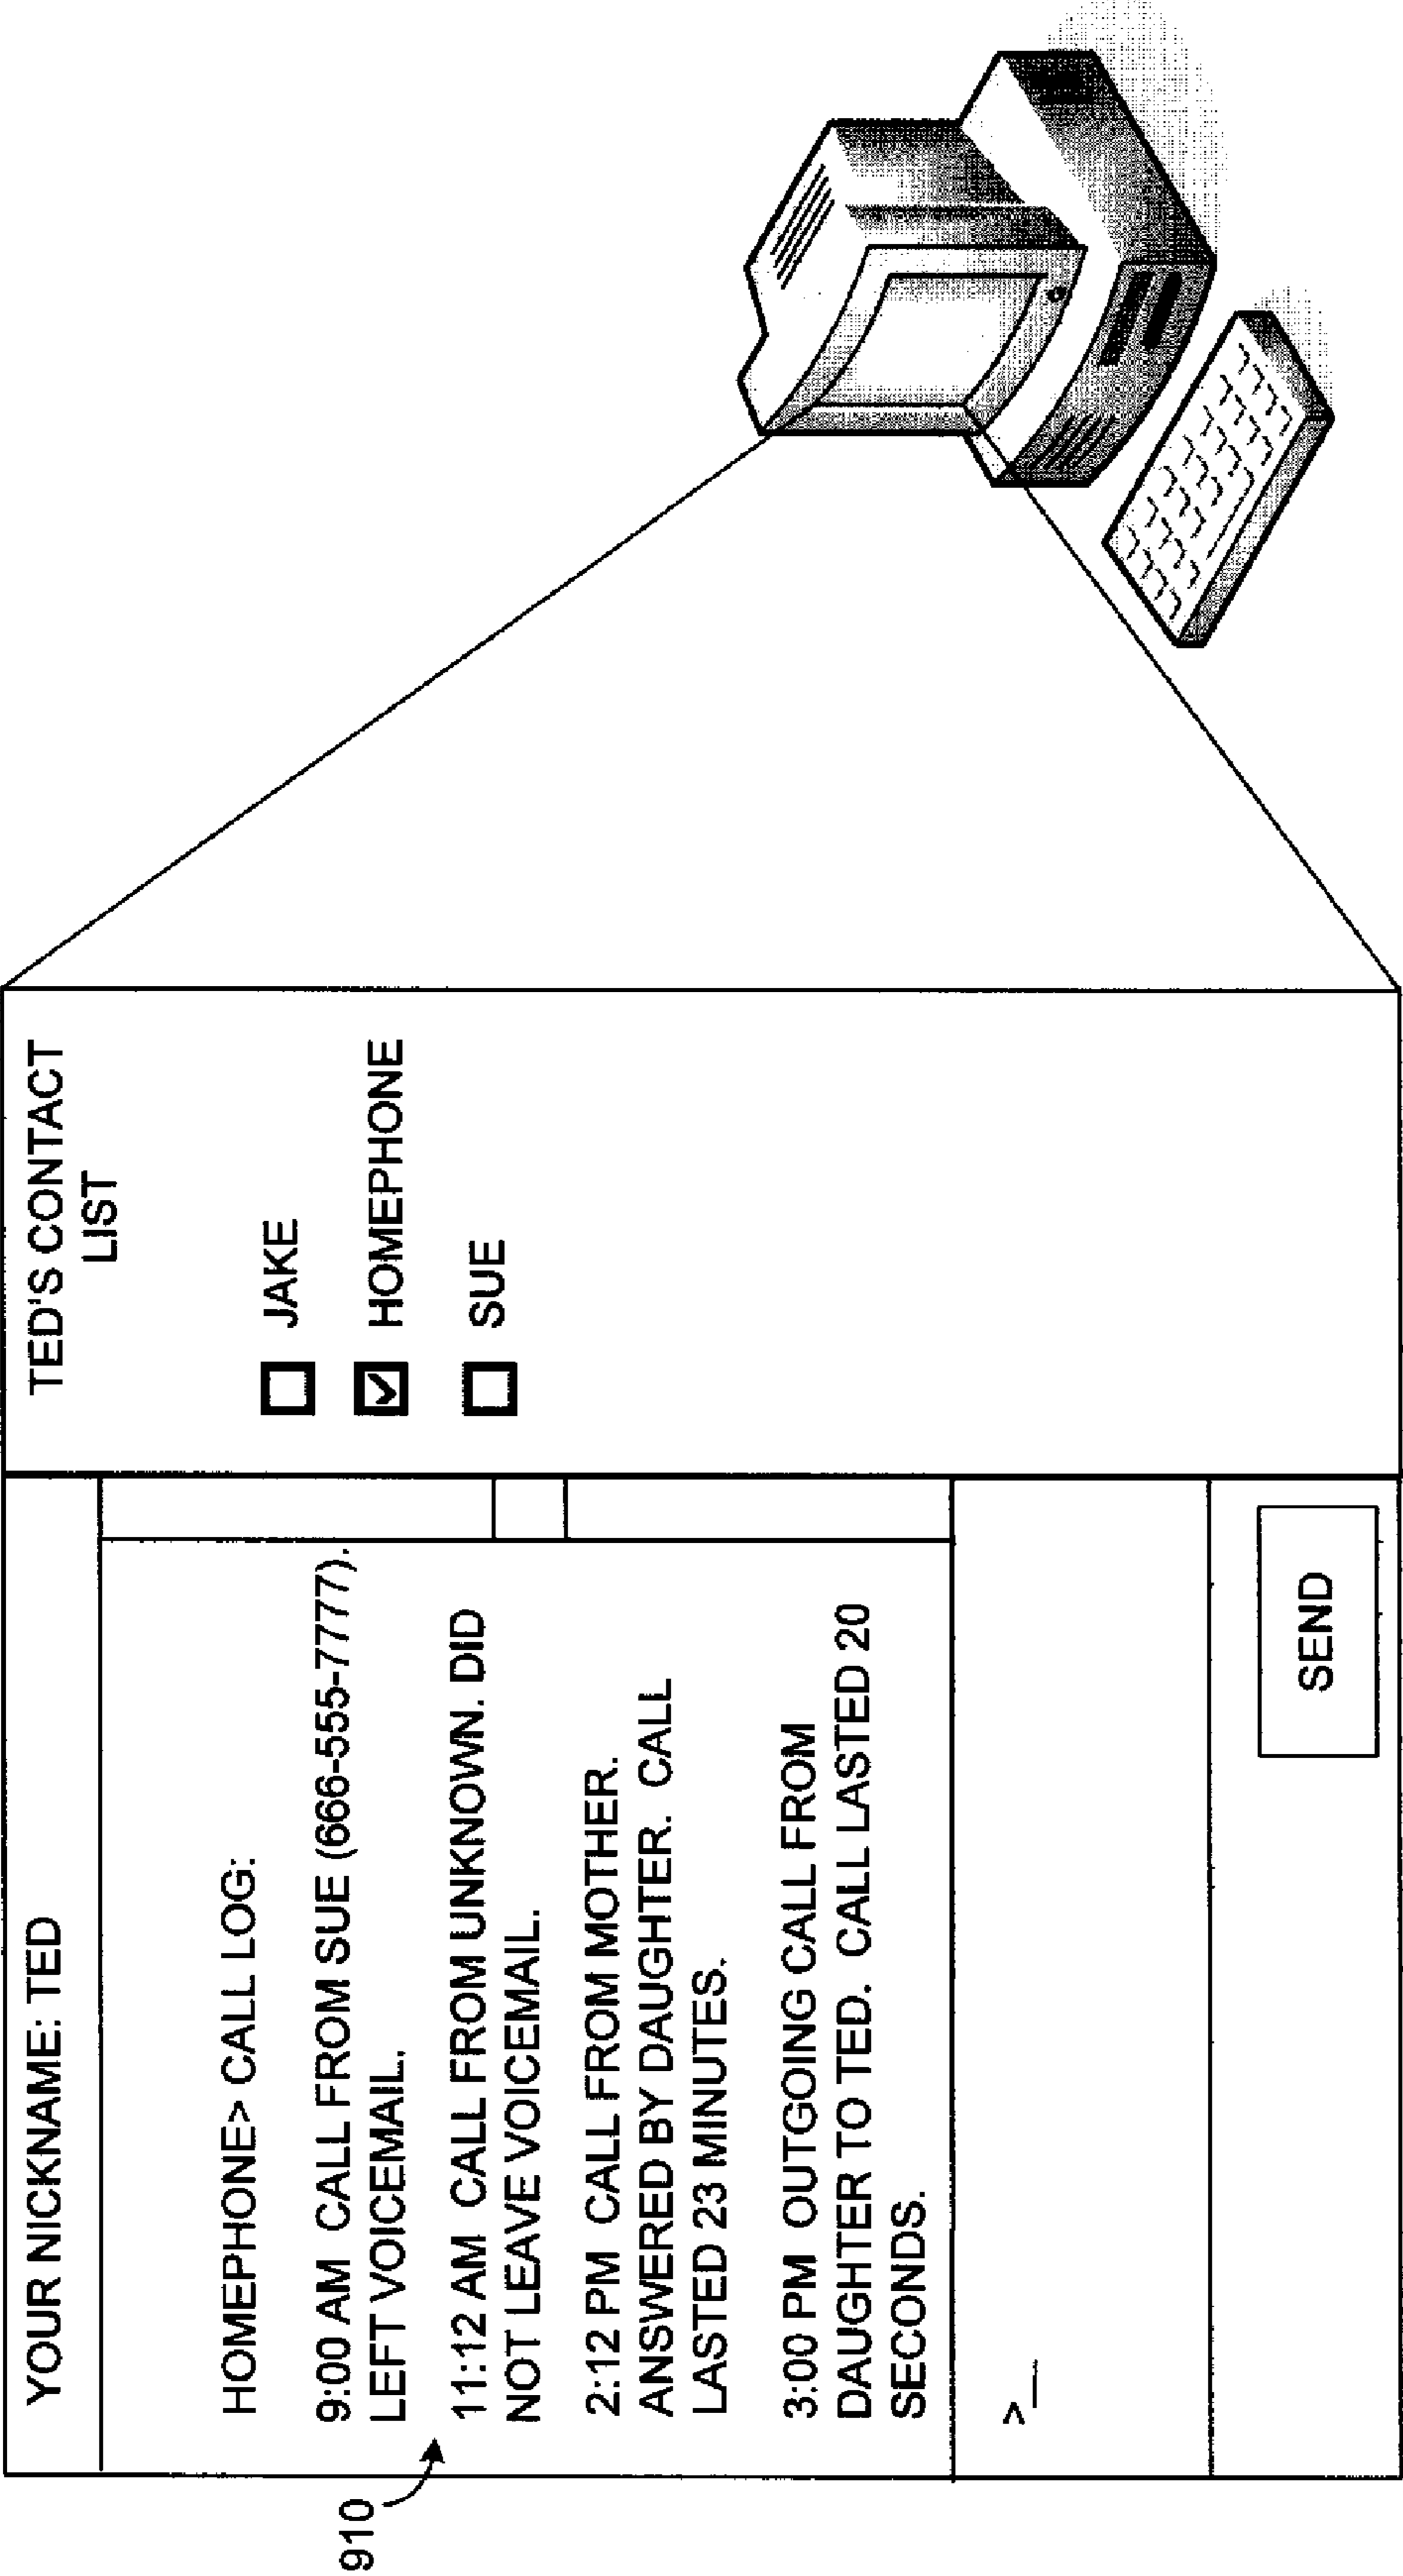 YOUR NICKNAME: TED
HOMEPHONE> CALL LOG:
9:00 AM CALL FROM SUE (666-555-7777).
LEFT VOICEMAIL.
11:12 AM CALL FROM UNKNOWN. DID
NOT LEAVE VOICEMAIL.
2:12 PM CALL FROM MOTHER.
ANSWERED BY DAUGHTER. CALL
LASTED 23 MINUTES.
3:00 PM OUTGOING CALL FROM
DAUGHTER TO TED. CALL LASTED 20
SECONDS.
>_
SEND
TED'S CONTACT
LIST
JAKE
HOMEPHONE
SUE
910